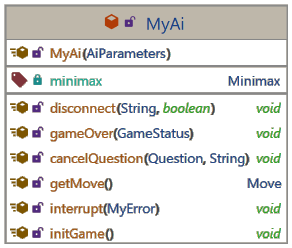 MyAi
MyAi(AiParameters)
minimax Minimax
disconnect(String, boolean) void
gameOver(GameStatus) void
cancelQuestion(Question, String) void
getMove() Move
interrupt(MyError) void
initGame() void